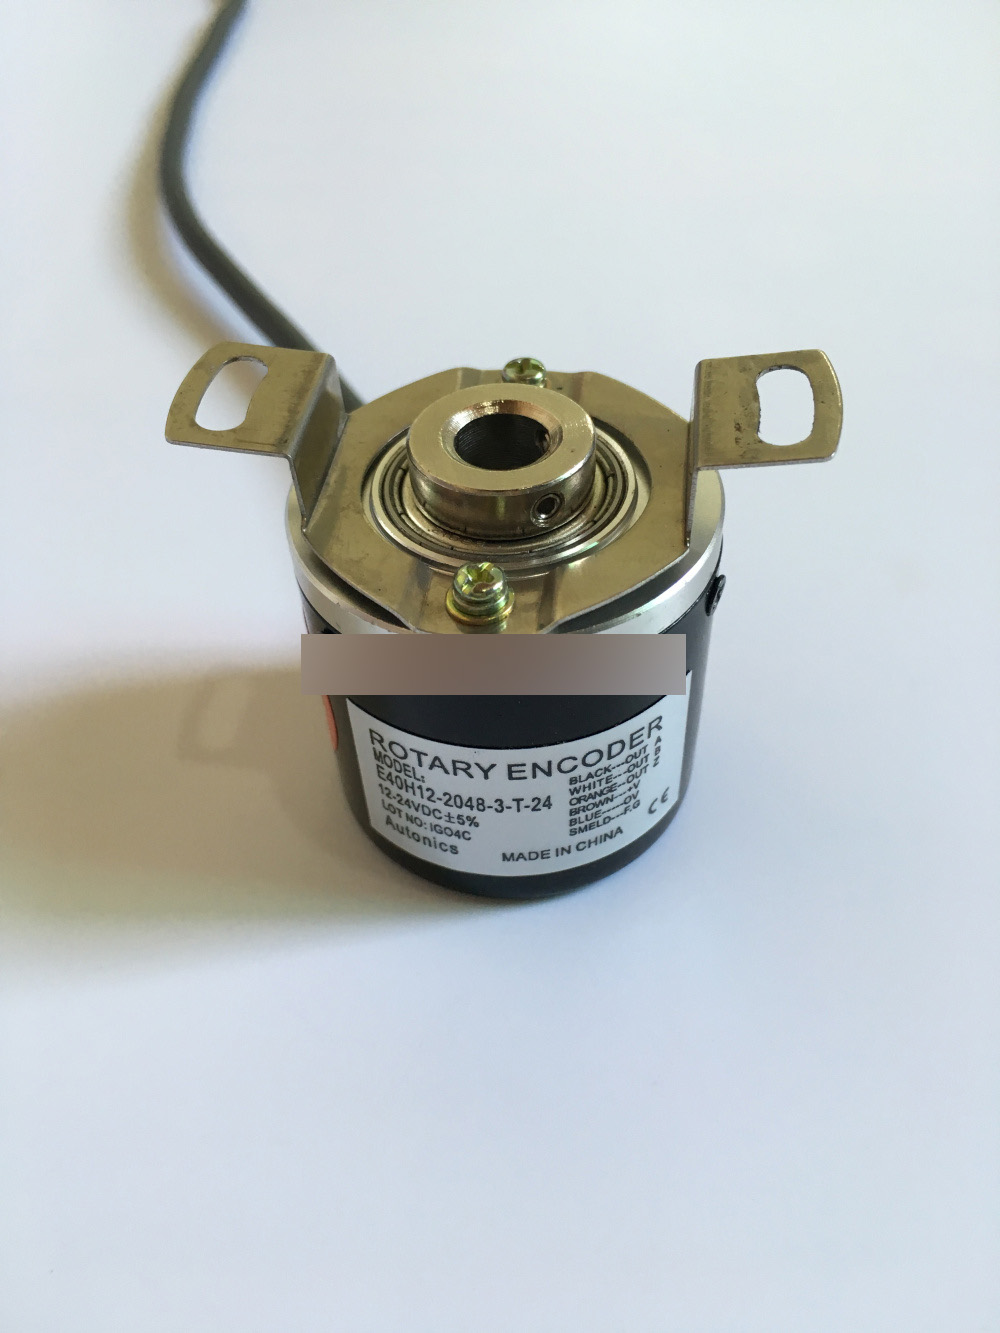 ROTARY ENCODER
MODEL:
E40H12-2048-3-T-24
12-24VDC±5%
LOT NO: IGO4C
Autonics
BLACK---OUT A
WHITE---OUT B
ORANGE--OUT Z
BROWN---+V
BLUE----OV
SMELD---F.G
CE
MADE IN CHINA